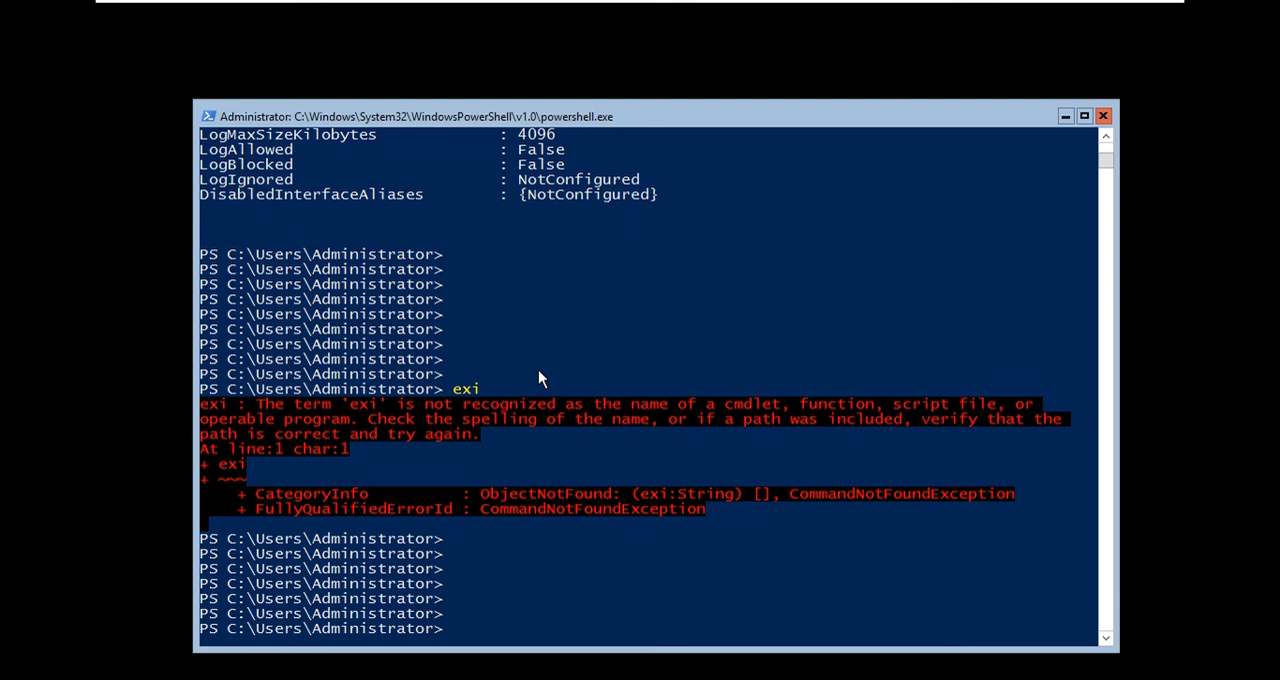 Administrator: C:\Windows\System32\WindowsPowerShell\v1.0\powershell.exe
LogMaxSizeKilobytes : 4096
LogAllowed : False
LogBlocked : False
LogIgnored : NotConfigured
DisabledInterfaceAliases : {NotConfigured}
PS C:\Users\Administrator>
PS C:\Users\Administrator>
PS C:\Users\Administrator>
PS C:\Users\Administrator>
PS C:\Users\Administrator>
PS C:\Users\Administrator>
PS C:\Users\Administrator>
PS C:\Users\Administrator>
PS C:\Users\Administrator>
PS C:\Users\Administrator> exi
exi : The term 'exi' is not recognized as the name of a cmdlet, function, script file, or
operable program. Check the spelling of the name, or if a path was included, verify that the
path is correct and try again.
At line:1 char:1
+ exi
+ ~~~
+ CategoryInfo : ObjectNotFound: (exi:String) [], CommandNotFoundException
+ FullyQualifiedErrorId : CommandNotFoundException
PS C:\Users\Administrator>
PS C:\Users\Administrator>
PS C:\Users\Administrator>
PS C:\Users\Administrator>
PS C:\Users\Administrator>
PS C:\Users\Administrator>
PS C:\Users\Administrator>